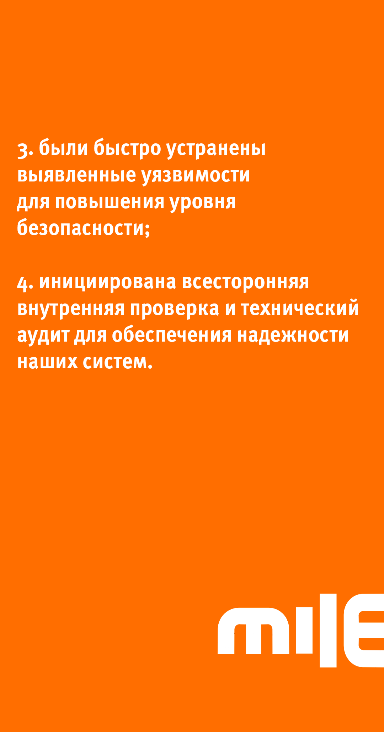 3. были быстро устранены
выявленные уязвимости
для повышения уровня
безопасности;
4. инициирована всесторонняя
внутренняя проверка и технический
аудит для обеспечения надежности
наших систем.
mile